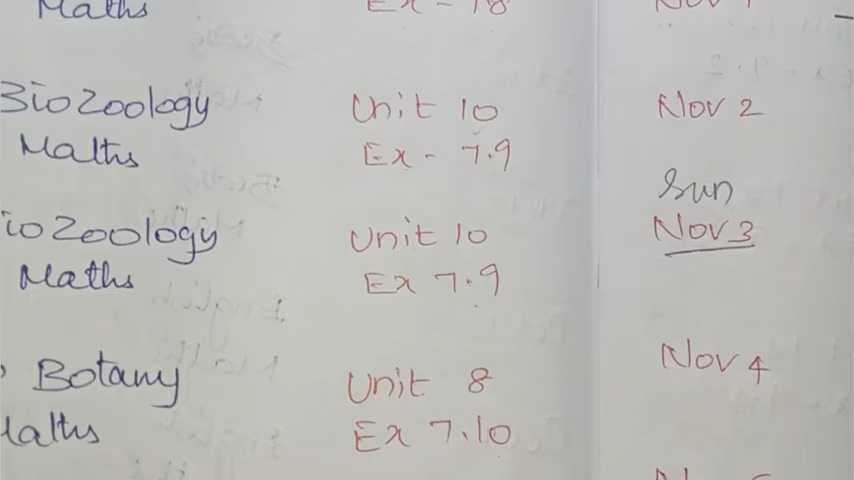 Maths
BioZoology Unit 10 Nov 2
Maths Ex - 7.9
Sun
ioZoology Unit 10 Nov 3
Maths Ex 7.9
Botany Unit 8 Nov 4
Maths Ex 7.10